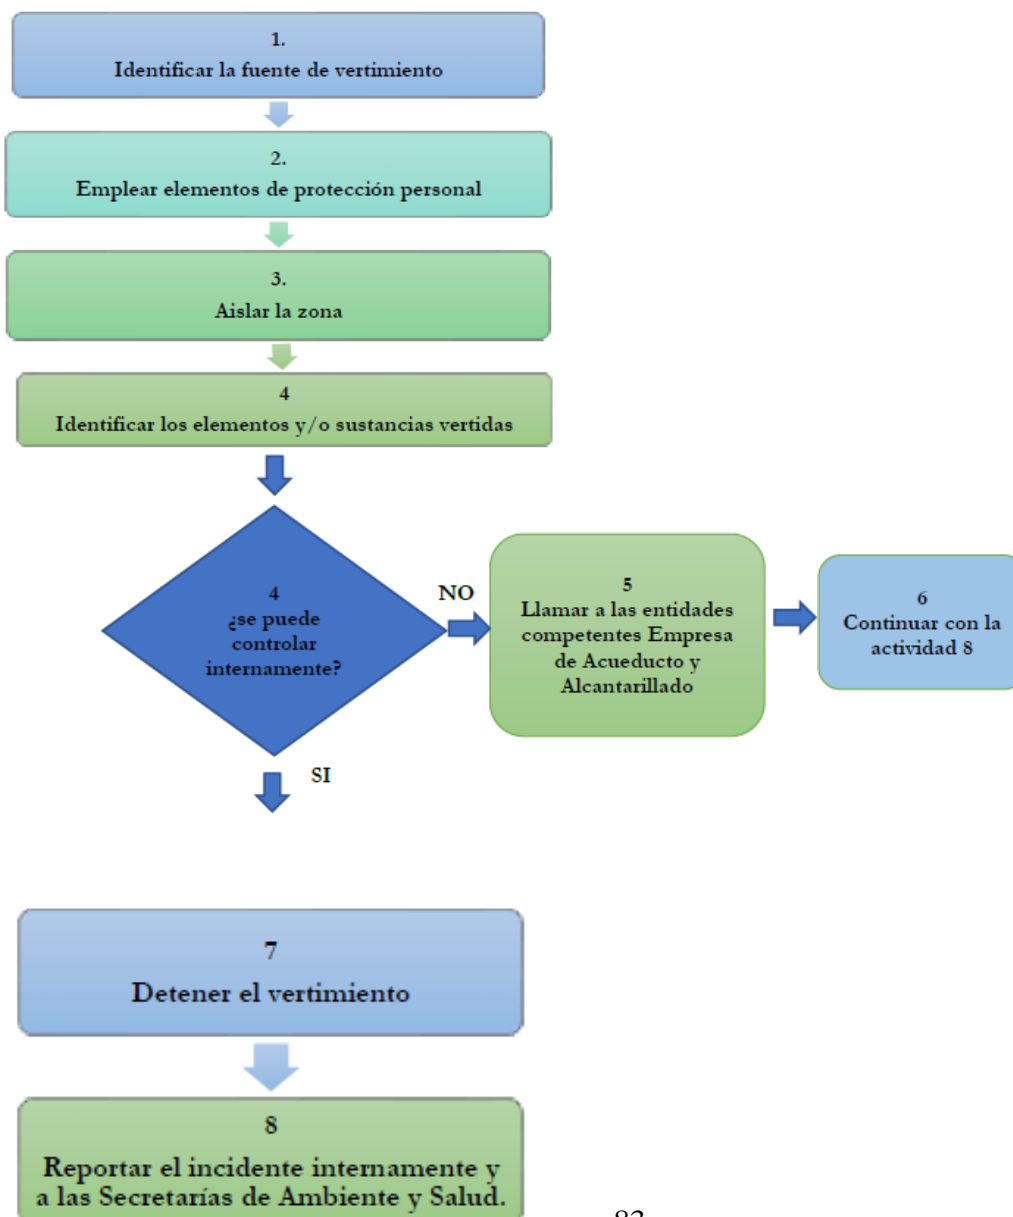 1.
Identificar la fuente de vertimiento
2.
Emplear elementos de protección personal
3.
Aislar la zona
4
Identificar los elementos y/o sustancias vertidas
4
¿se puede
controlar
internamente?
NO
5
Llamar a las entidades
competentes Empresa
de Acueducto y
Alcantarillado
6
Continuar con la
actividad 8
SI
7
Detener el vertimiento
8
Reportar el incidente internamente y
a las Secretarías de Ambiente y Salud.